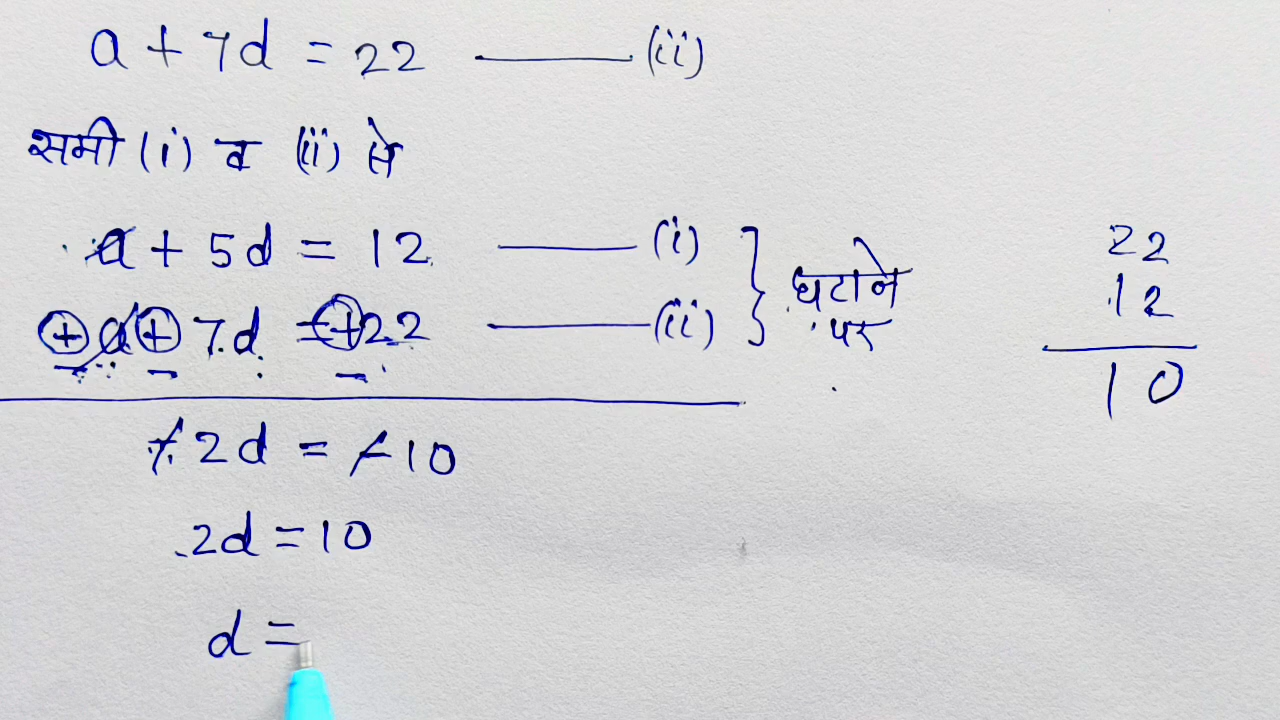 a + 7d = 22 ——— (ii)
समी (i) व (ii) से
a + 5d = 12 ——— (i)
+ a + 7d = +22 ——— (ii)
घटाने
पर
22
12
10
- - -
-2d = -10
2d = 10
d =